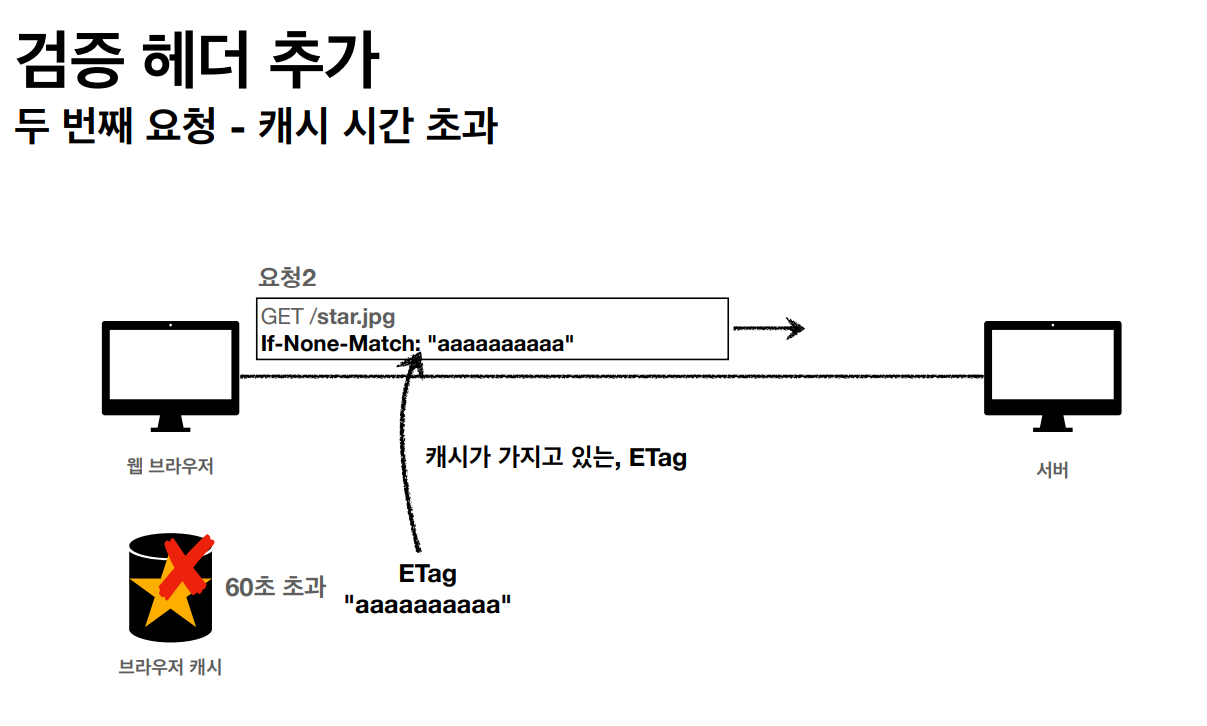 검증 헤더 추가
두 번째 요청 - 캐시 시간 초과
요청2
GET /star.jpg
If-None-Match: "aaaaaaaaaa"
웹 브라우저
캐시가 가지고 있는, ETag
서버
60초 초과
ETag
"aaaaaaaaaa"
브라우저 캐시